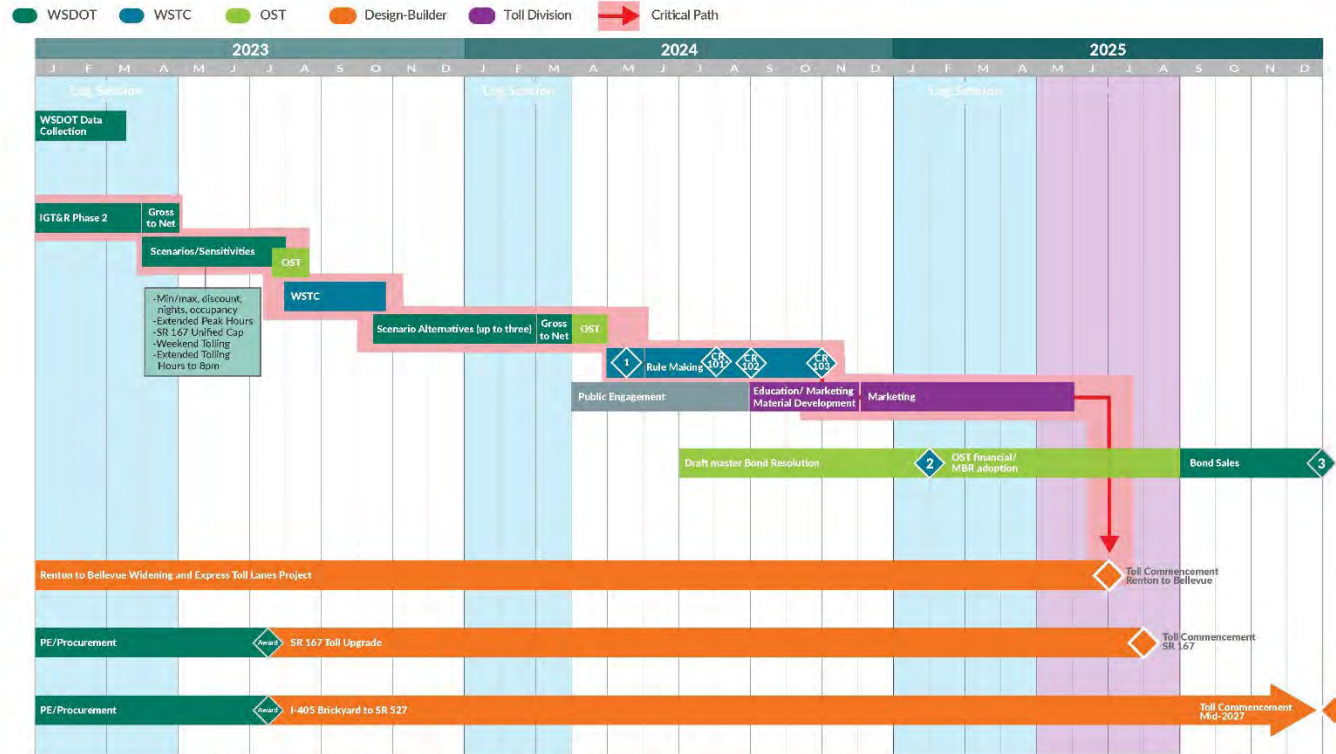 WSDOT
WSTC
OST
Design-Builder
Toll Division
Critical Path
2023
2024
2025
J F M A M J J A S O N D J F M A M J J A S O N D J F M A M J J A S O N D
Leg Session
Leg Session
Leg Session
WSDOT Data
Collection
IGT&R Phase 2
Gross
to Net
Scenarios/Sensitivities
OST
-Min/max, discount,
nights, occupancy
-Extended Peak Hours
-SR 167 Unified Cap
-Weekend Tolling
-Extended Tolling
Hours to 8pm
WSTC
Scenario Alternatives (up to three)
Gross
to Net
OST
1
Rule Making
CR
101
CR
102
CR
103
Public Engagement
Education/ Marketing
Material Development
Marketing
Draft master Bond Resolution
2
OST financial/
MBR adoption
Bond Sales
3
Renton to Bellevue Widening and Express Toll Lanes Project
Toll Commencement
Renton to Bellevue
PE/Procurement
Award
SR 167 Toll Upgrade
Toll Commencement
SR 167
PE/Procurement
Award
I-405 Brickyard to SR 527
Toll Commencement
Mid-2027